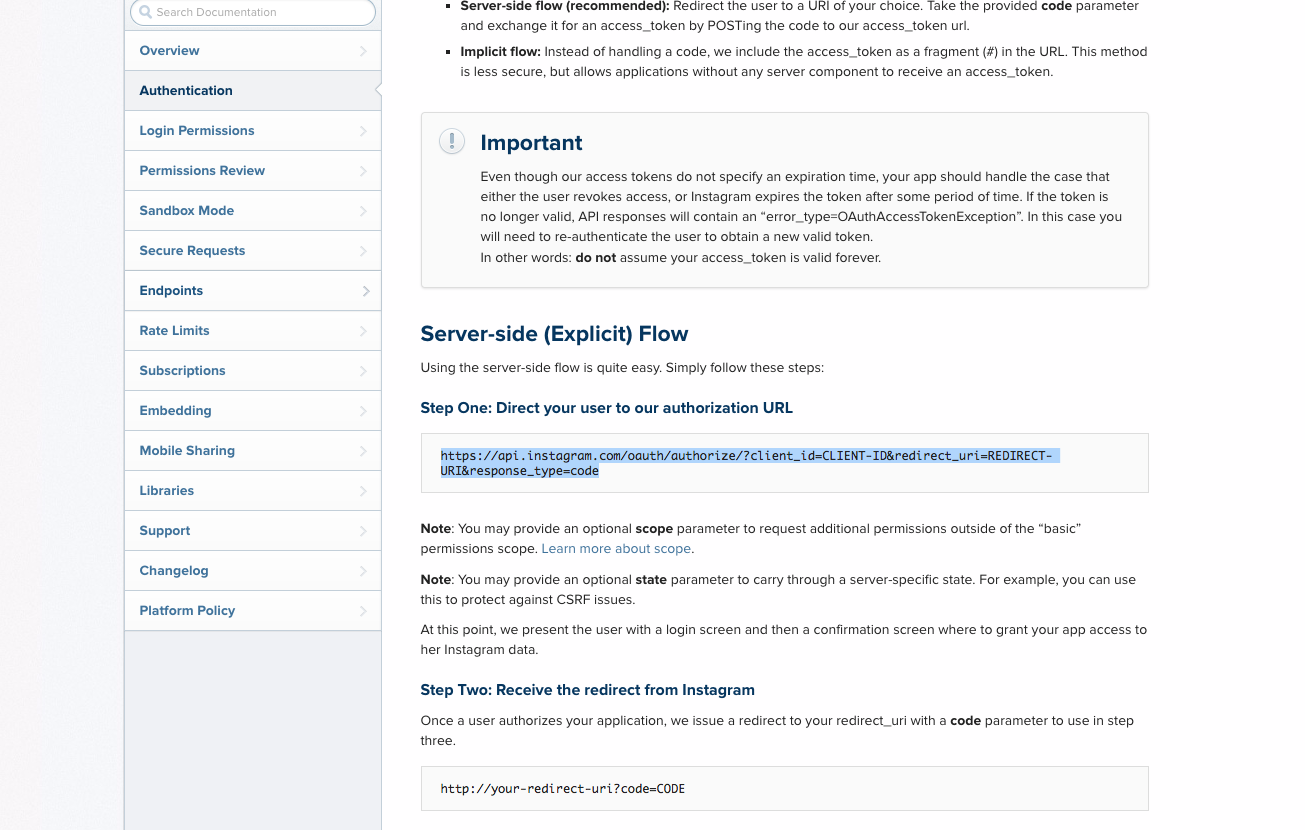 Search Documentation
Overview
Authentication
Login Permissions
Permissions Review
Sandbox Mode
Secure Requests
Endpoints
Rate Limits
Subscriptions
Embedding
Mobile Sharing
Libraries
Support
Changelog
Platform Policy
Server-side flow (recommended): Redirect the user to a URI of your choice. Take the provided code parameter
and exchange it for an access_token by POSTing the code to our access_token url.
Implicit flow: Instead of handling a code, we include the access_token as a fragment (#) in the URL. This method
is less secure, but allows applications without any server component to receive an access_token.
Important
Even though our access tokens do not specify an expiration time, your app should handle the case that
either the user revokes access, or Instagram expires the token after some period of time. If the token is
no longer valid, API responses will contain an “error_type=OAuthAccessTokenException”. In this case you
will need to re-authenticate the user to obtain a new valid token.
In other words: do not assume your access_token is valid forever.
Server-side (Explicit) Flow
Using the server-side flow is quite easy. Simply follow these steps:
Step One: Direct your user to our authorization URL
https://api.instagram.com/oauth/authorize/?client_id=CLIENT-ID&redirect_uri=REDIRECT-
URI&response_type=code
Note: You may provide an optional scope parameter to request additional permissions outside of the “basic”
permissions scope. Learn more about scope.
Note: You may provide an optional state parameter to carry through a server-specific state. For example, you can use
this to protect against CSRF issues.
At this point, we present the user with a login screen and then a confirmation screen where to grant your app access to
her Instagram data.
Step Two: Receive the redirect from Instagram
Once a user authorizes your application, we issue a redirect to your redirect_uri with a code parameter to use in step
three.
http://your-redirect-uri?code=CODE